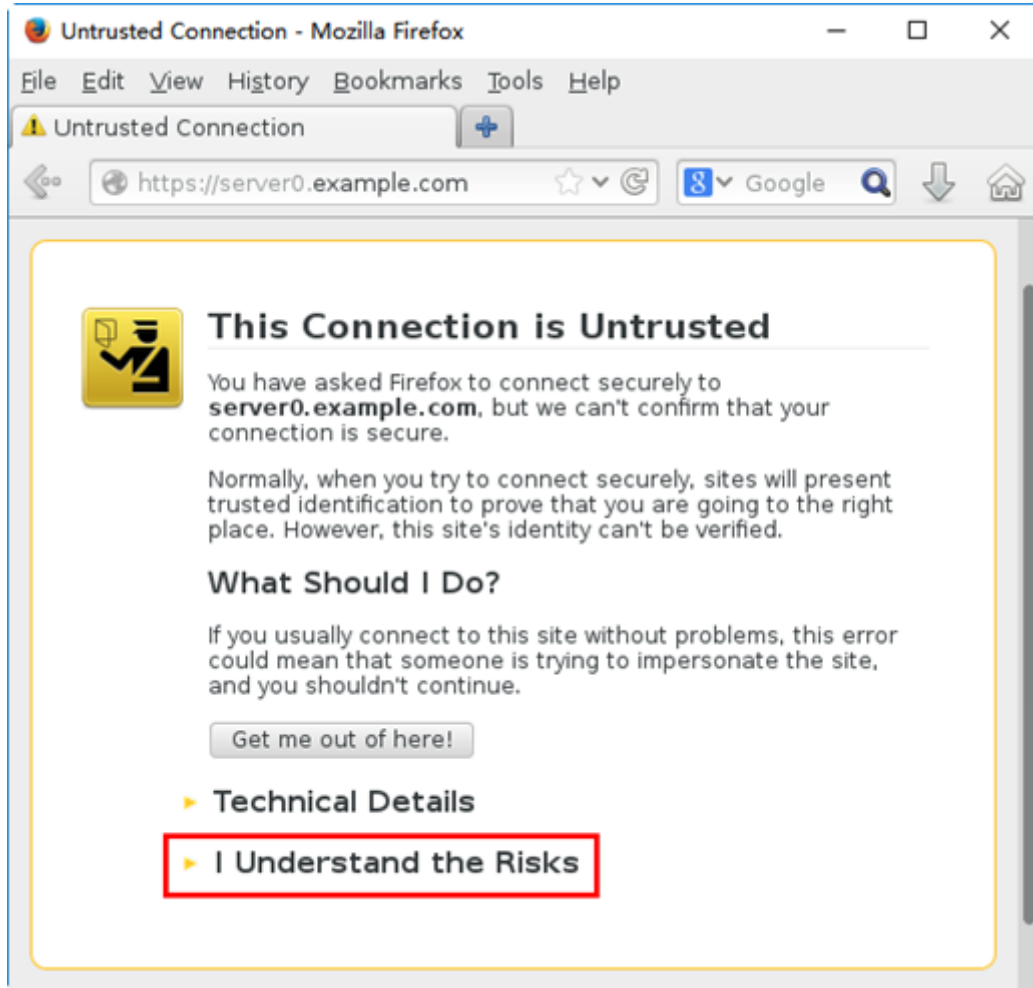 Untrusted Connection - Mozilla Firefox
File Edit View History Bookmarks Tools Help
Untrusted Connection
https://server0.example.com
Google
This Connection is Untrusted
You have asked Firefox to connect securely to
server0.example.com, but we can't confirm that your
connection is secure.
Normally, when you try to connect securely, sites will present
trusted identification to prove that you are going to the right
place. However, this site's identity can't be verified.
What Should I Do?
If you usually connect to this site without problems, this error
could mean that someone is trying to impersonate the site,
and you shouldn't continue.
Get me out of here!
Technical Details
I Understand the Risks